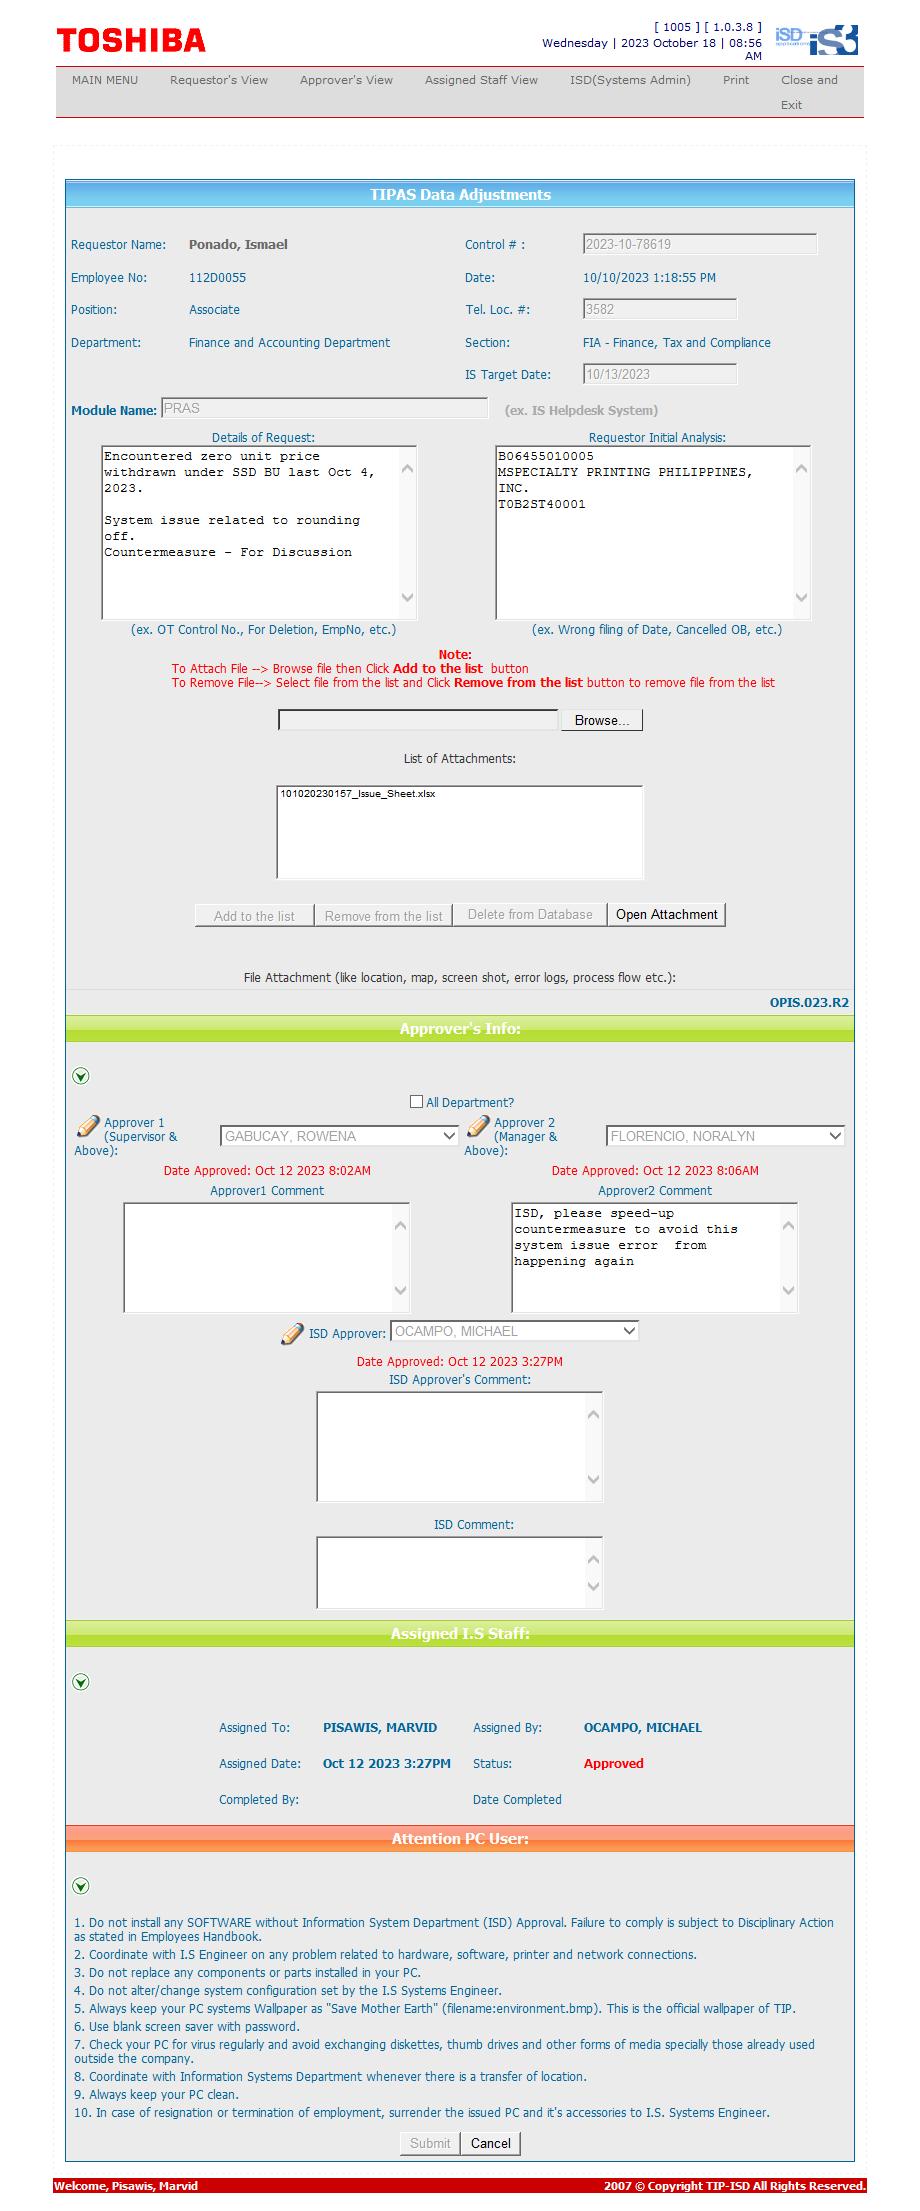 TOSHIBA
[ 1005 ] [ 1.0.3.8 ]
Wednesday | 2023 October 18 | 08:56
AM
MAIN MENU Requestor's View Approver's View Assigned Staff View ISD(Systems Admin) Print Close and
Exit
TIPAS Data Adjustments
Requestor Name: Ponado, Ismael Control # : 2023-10-78619
Employee No: 112D0055 Date: 10/10/2023 1:18:55 PM
Position: Associate Tel. Loc. #: 3582
Department: Finance and Accounting Department Section: FIA - Finance, Tax and Compliance
IS Target Date: 10/13/2023
Module Name: PRAS (ex. IS Helpdesk System)
Details of Request: Requestor Initial Analysis:
Encountered zero unit price
withdrawn under SSD BU last Oct 4,
2023.
System issue related to rounding
off.
Countermeasure - For Discussion
B06455010005
MSPECIALTY PRINTING PHILIPPINES,
INC.
T0B2ST40001
(ex. OT Control No., For Deletion, EmpNo, etc.) (ex. Wrong filing of Date, Cancelled OB, etc.)
Note:
To Attach File --> Browse file then Click Add to the list button
To Remove File--> Select file from the list and Click Remove from the list button to remove file from the list
Browse...
List of Attachments:
101020230157_Issue_Sheet.xlsx
Add to the list Remove from the list Delete from Database Open Attachment
File Attachment (like location, map, screen shot, error logs, process flow etc.):
OPIS.023.R2
Approver's Info:
All Department?
Approver 1
(Supervisor &
Above):
GABUCAY, ROWENA
Approver 2
(Manager &
Above):
FLORENCIO, NORALYN
Date Approved: Oct 12 2023 8:02AM Date Approved: Oct 12 2023 8:06AM
Approver1 Comment Approver2 Comment
ISD, please speed-up
countermeasure to avoid this
system issue error  from
happening again
ISD Approver: OCAMPO, MICHAEL
Date Approved: Oct 12 2023 3:27PM
ISD Approver's Comment:
ISD Comment:
Assigned I.S Staff:
Assigned To: PISAWIS, MARVID Assigned By: OCAMPO, MICHAEL
Assigned Date: Oct 12 2023 3:27PM Status: Approved
Completed By: Date Completed
Attention PC User:
1. Do not install any SOFTWARE without Information System Department (ISD) Approval. Failure to comply is subject to Disciplinary Action
as stated in Employees Handbook.
2. Coordinate with I.S Engineer on any problem related to hardware, software, printer and network connections.
3. Do not replace any components or parts installed in your PC.
4. Do not alter/change system configuration set by the I.S Systems Engineer.
5. Always keep your PC systems Wallpaper as "Save Mother Earth" (filename:environment.bmp). This is the official wallpaper of TIP.
6. Use blank screen saver with password.
7. Check your PC for virus regularly and avoid exchanging diskettes, thumb drives and other forms of media specially those already used
outside the company.
8. Coordinate with Information Systems Department whenever there is a transfer of location.
9. Always keep your PC clean.
10. In case of resignation or termination of employment, surrender the issued PC and it's accessories to I.S. Systems Engineer.
Submit Cancel
Welcome, Pisawis, Marvid 2007 © Copyright TIP-ISD All Rights Reserved.